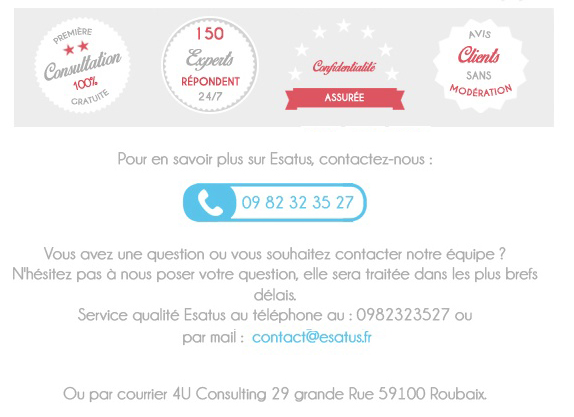 PREMIÈRE
Consultation
100%
GRATUITE
150
Experts
RÉPONDENT
24/7
Confidentialité
ASSURÉE
AVIS
Clients
SANS
MODÉRATION
Pour en savoir plus sur Esatus, contactez-nous :
09 82 32 35 27
Vous avez une question ou vous souhaitez contacter notre équipe ?
N'hésitez pas à nous poser votre question, elle sera traitée dans les plus brefs
délais.
Service qualité Esatus au téléphone au : 0982323527 ou
par mail : contact@esatus.fr
Ou par courrier 4U Consulting 29 grande Rue 59100 Roubaix.